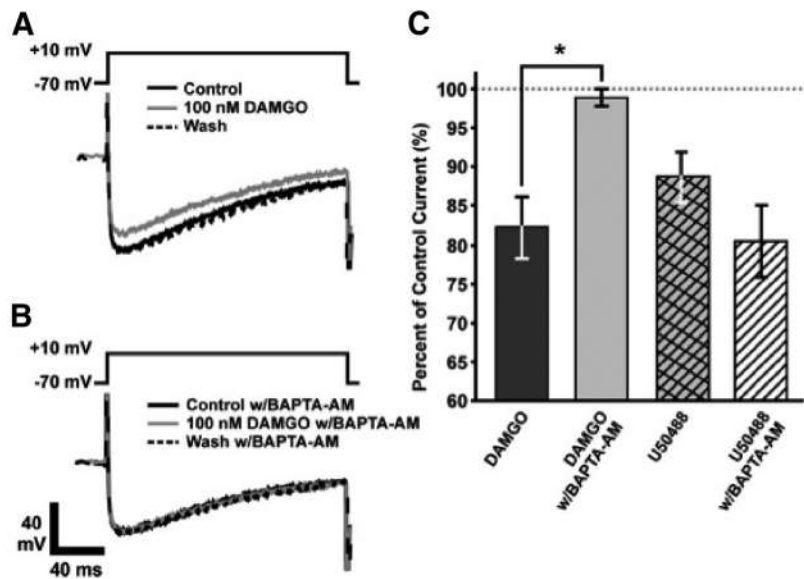 A
+10 mV
-70 mV
Control
100 nM DAMGO
Wash
B
+10 mV
-70 mV
Control w/BAPTA-AM
100 nM DAMGO w/BAPTA-AM
Wash w/BAPTA-AM
40
mV
40 ms
C
*
Percent of Control Current (%)
100
95
90
85
80
75
70
65
60
DAMGO
DAMGO
w/BAPTA-AM
U50488
U50488
w/BAPTA-AM